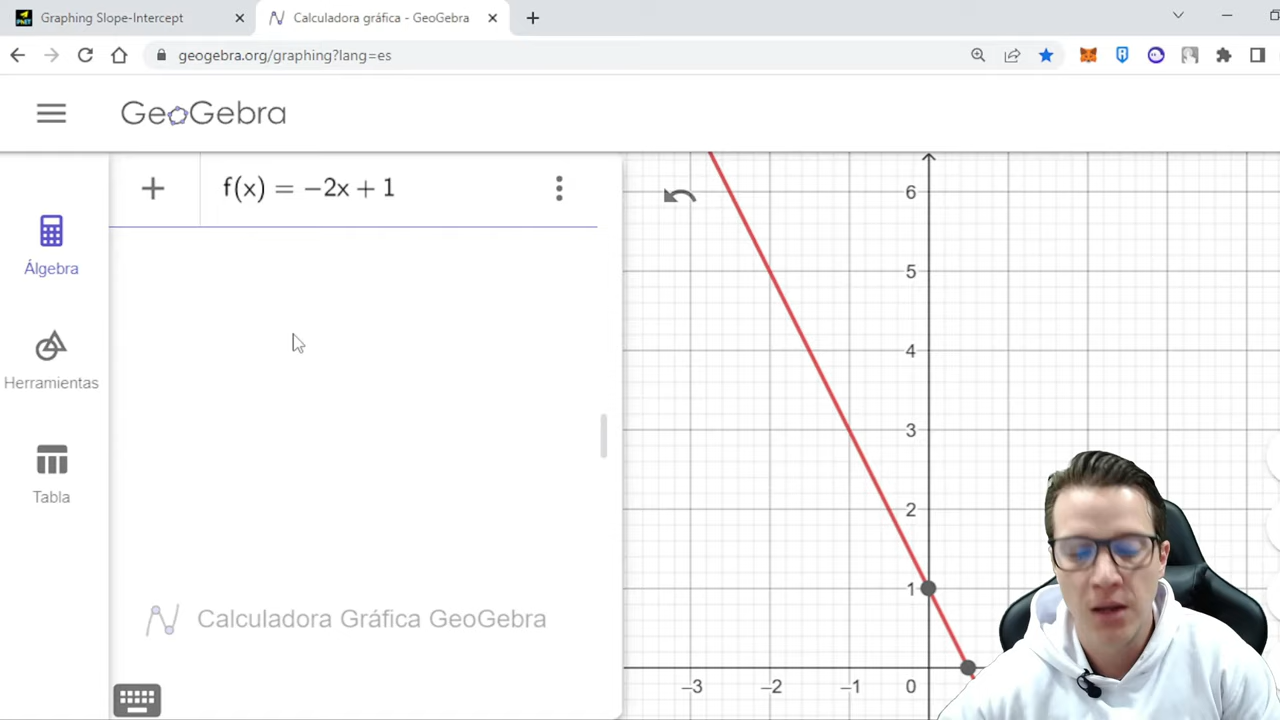 Graphing Slope-Intercept
Calculadora gráfica - GeoGebra
geogebra.org/graphing?lang=es
GeoGebra
f(x) = −2x + 1
Álgebra
Herramientas
Tabla
Calculadora Gráfica GeoGebra
6
5
4
3
2
1
−3 −2 −1 0